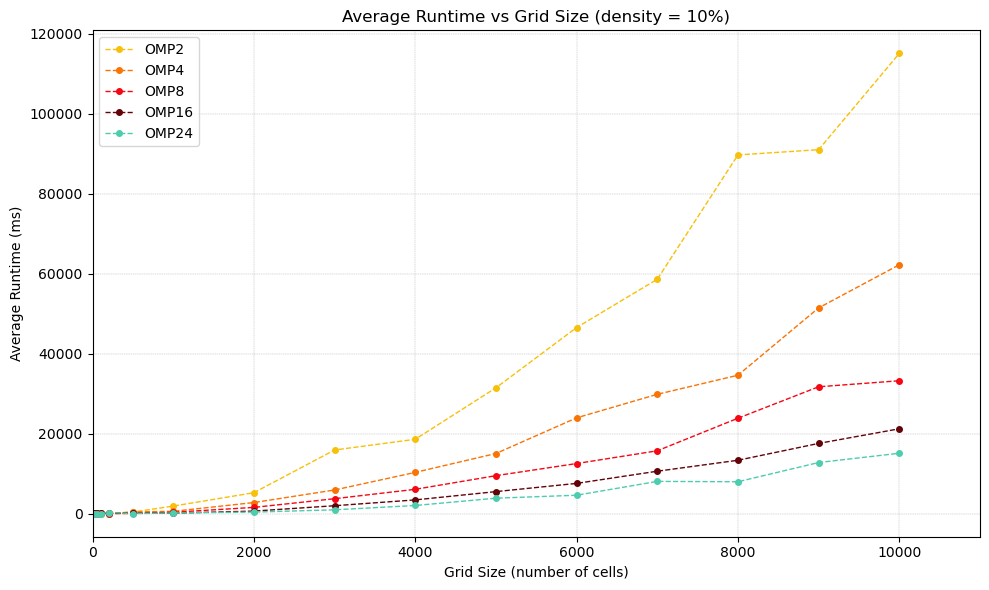 Average Runtime vs Grid Size (density = 10%)
120000
100000
80000
60000
40000
20000
0
Average Runtime (ms)
OMP2
OMP4
OMP8
OMP16
OMP24
0 2000 4000 6000 8000 10000
Grid Size (number of cells)